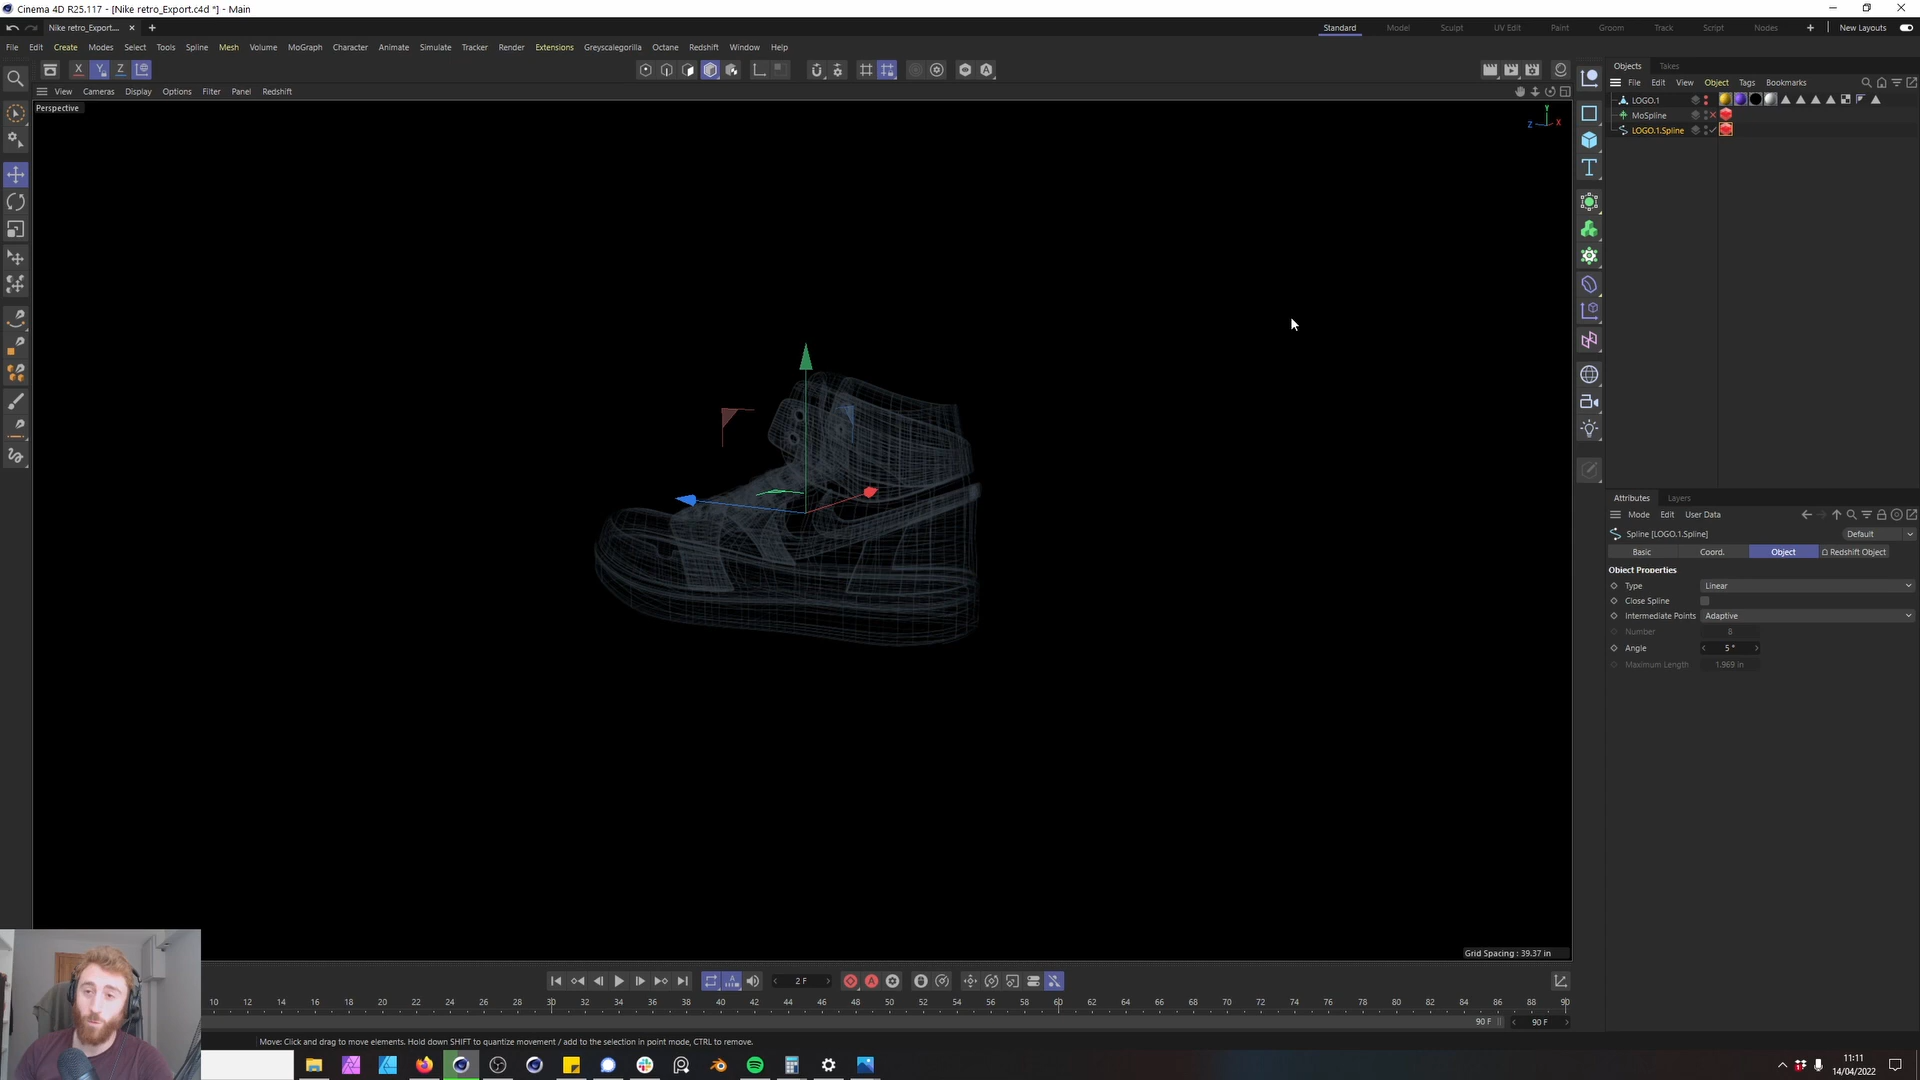 Cinema 4D R25.117 - [Nike retro_Export.c4d *] - Main
Nike retro_Export....
Standard Model Sculpt UV Edit Paint Groom Track Script Nodes New Layouts
File Edit Create Modes Select Tools Spline Mesh Volume MoGraph Character Animate Simulate Tracker Render Extensions Greyscalegorilla Octane Redshift Window Help
X Y Z
View Cameras Display Options Filter Panel Redshift
Perspective
Y
Z X
Objects Takes
File Edit View Object Tags Bookmarks
LOGO.1
MoSpline
LOGO.1.Spline
Attributes Layers
Mode Edit User Data
Spline [LOGO.1.Spline] Default
Basic Coord. Object Redshift Object
Object Properties
Type Linear
Close Spline
Intermediate Points Adaptive
Number 8
Angle 5 °
Maximum Length 1.969 in
Grid Spacing : 39.37 in
2 F
10 12 14 16 18 20 22 24 26 28 30 32 34 36 38 40 42 44 46 48 50 52 54 56 58 60 62 64 66 68 70 72 74 76 78 80 82 84 86 88 90
90 F 90 F
Move: Click and drag to move elements. Hold down SHIFT to quantize movement / add to the selection in point mode, CTRL to remove.
11:11
14/04/2022